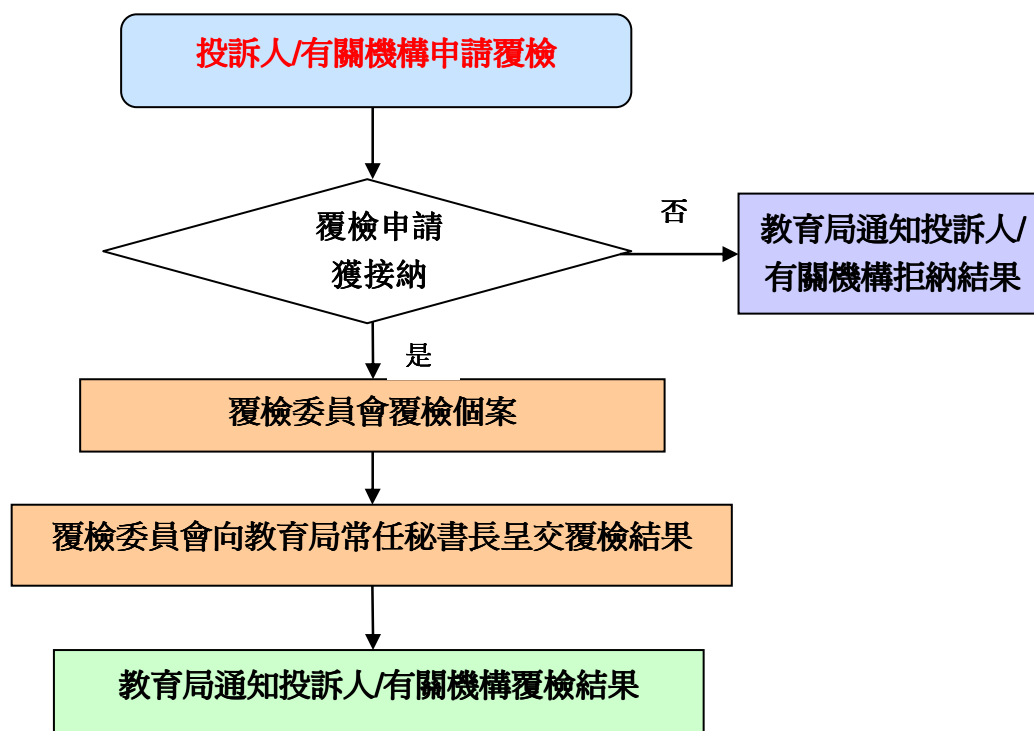 投訴人/有關機構申請覆檢
覆檢申請
獲接納
否
教育局通知投訴人/
有關機構拒納結果
是
覆檢委員會覆檢個案
覆檢委員會向教育局常任秘書長呈交覆檢結果
教育局通知投訴人/有關機構覆檢結果